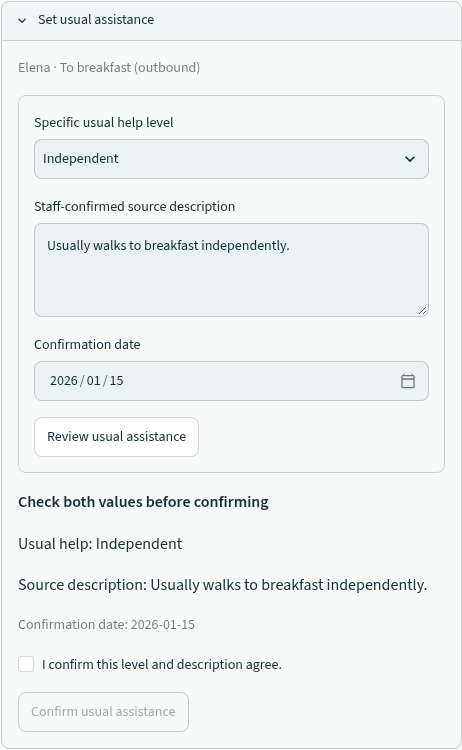 Set usual assistance
Elena · To breakfast (outbound)
Specific usual help level
Independent
Staff-confirmed source description
Usually walks to breakfast independently.
Confirmation date
2026/01/15
Review usual assistance
Check both values before confirming
Usual help: Independent
Source description: Usually walks to breakfast independently.
Confirmation date: 2026-01-15
I confirm this level and description agree.
Confirm usual assistance